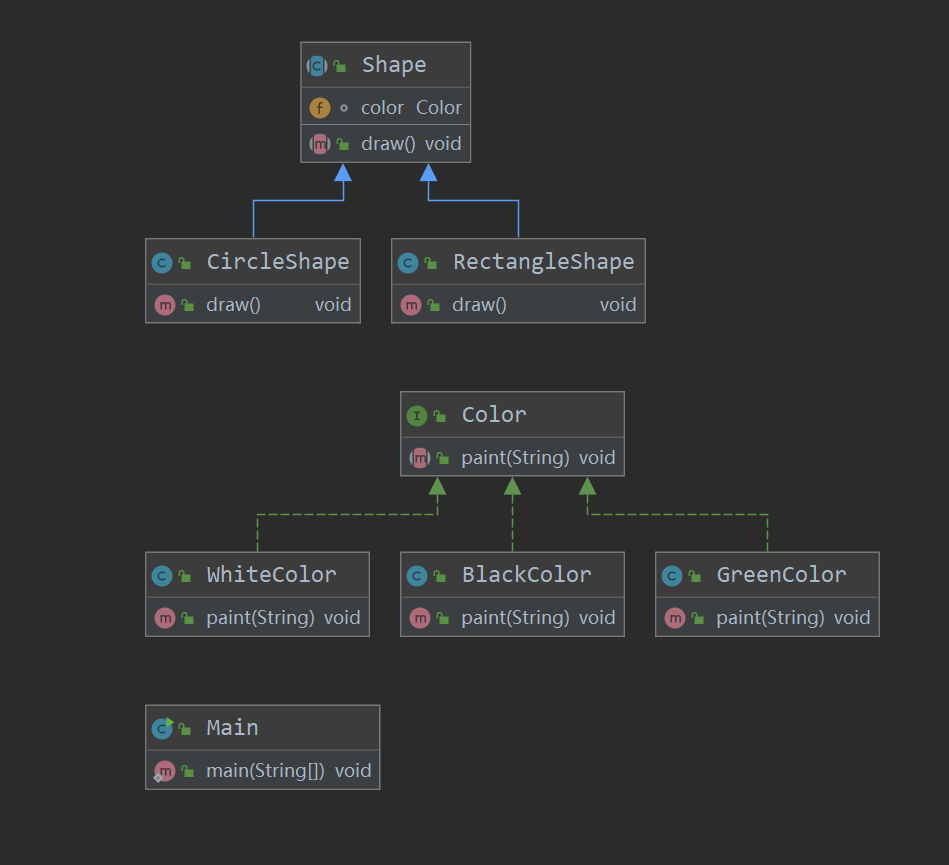 Shape
color Color
draw() void
CircleShape
draw() void
RectangleShape
draw() void
Color
paint(String) void
WhiteColor
paint(String) void
BlackColor
paint(String) void
GreenColor
paint(String) void
Main
main(String[]) void